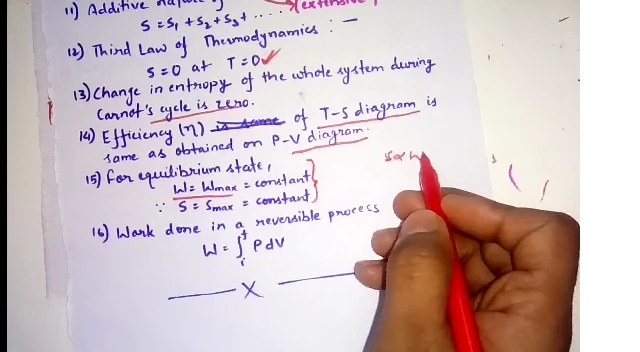 11) Additive
S = S₁ + S₂ + S₃ + .....
(extensive
12) Third Law of Thermodynamics : —
S = 0 at T = 0 ✓
13) Change in entropy of the whole system during
Carnot's cycle is zero.
14) Efficiency (η) is same of T-S diagram is
same as obtained on P-V diagram.
15) For equilibrium state,
W = Wmax = constant
∵ S = Smax = constant
S∝W
16) Work done in a reversible process
W = ∫ᵢᶠ PdV
X